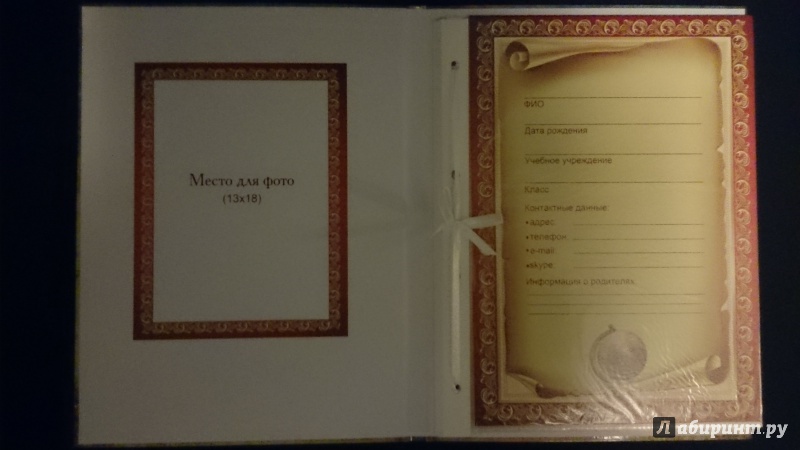 Место для фото
(13x18)
ФИО
Дата рождения
Учебное учреждение
Класс
Контактные данные:
•адрес:
•телефон:
•e-mail:
•skype:
Информация о родителях:
Лабиринт.ру